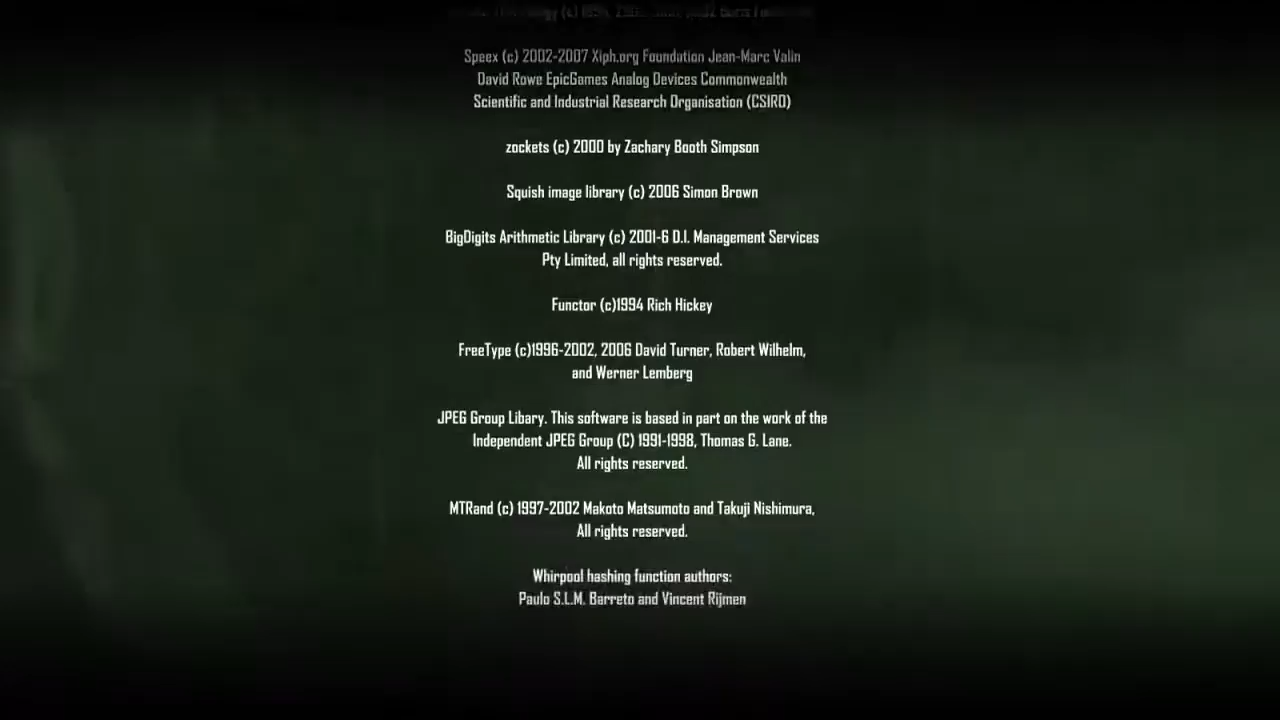 Speex (c) 2002-2007 Xiph.org Foundation Jean-Marc Valin
David Rowe EpicGames Analog Devices Commonwealth
Scientific and Industrial Research Organisation (CSIRO)
zockets (c) 2000 by Zachary Booth Simpson
Squish image library (c) 2006 Simon Brown
BigDigits Arithmetic Library (c) 2001-6 D.I. Management Services
Pty Limited, all rights reserved.
Functor (c)1994 Rich Hickey
FreeType (c)1996-2002, 2006 David Turner, Robert Wilhelm,
and Werner Lemberg
JPEG Group Libary. This software is based in part on the work of the
Independent JPEG Group (C) 1991-1998, Thomas G. Lane.
All rights reserved.
MTRand (c) 1997-2002 Makoto Matsumoto and Takuji Nishimura,
All rights reserved.
Whirpool hashing function authors:
Paulo S.L.M. Barreto and Vincent Rijmen